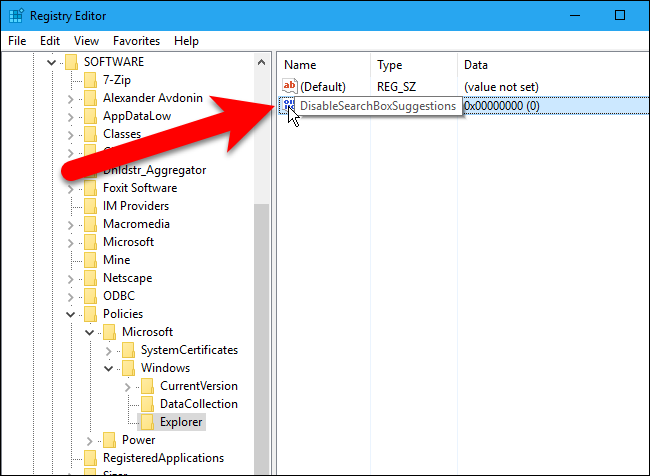 Registry Editor
File Edit View Favorites Help
SOFTWARE
7-Zip
Alexander Avdonin
AppDataLow
Classes
Dnldstr_Aggregator
Foxit Software
IM Providers
Macromedia
Microsoft
Mine
Netscape
ODBC
Policies
Microsoft
SystemCertificates
Windows
CurrentVersion
DataCollection
Explorer
Power
RegisteredApplications
Name Type Data
ab (Default) REG_SZ (value not set)
DisableSearchBoxSuggestions 0x00000000 (0)